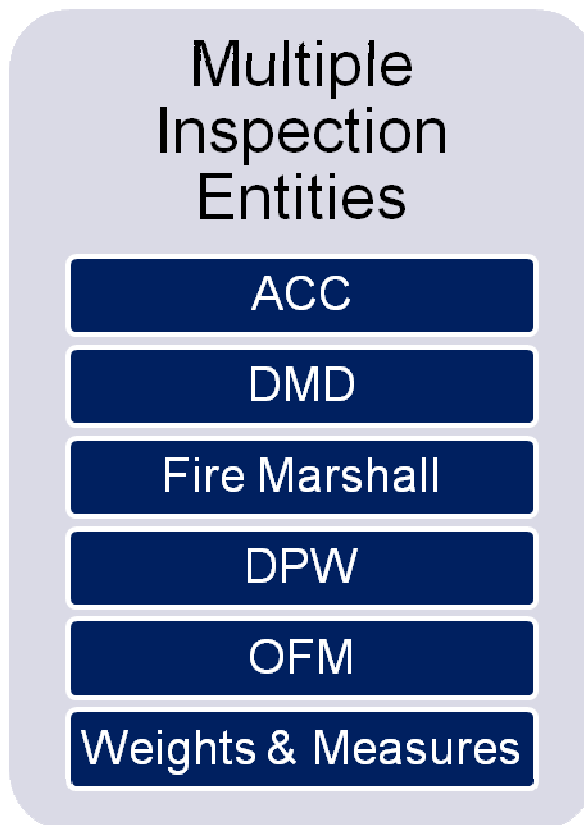 Multiple
Inspection
Entities
ACC
DMD
Fire Marshall
DPW
OFM
Weights & Measures